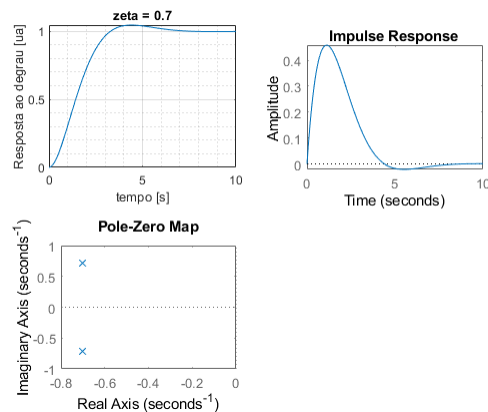 zeta = 0.7
Resposta ao degrau [ua]
1
0.5
0
0
5
10
tempo [s]
Impulse Response
Amplitude
0.4
0.3
0.2
0.1
0
0
5
10
Time (seconds)
Pole-Zero Map
Imaginary Axis (seconds⁻¹)
1
0.5
0
-0.5
-1
-0.8
-0.6
-0.4
-0.2
0
Real Axis (seconds⁻¹)